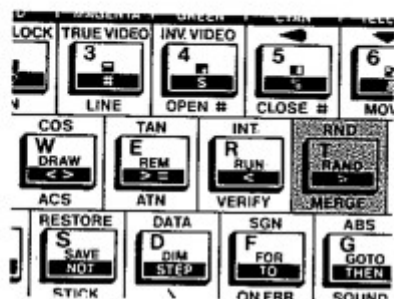 MAGENTA GREEN CYAN
LOCK TRUE VIDEO INV. VIDEO
3 4 5 6
# $ %
LINE OPEN # CLOSE # MOV
COS TAN INT RND
W E R T
DRAW REM RUN RAND
<> >= < >
ACS ATN VERIFY MERGE
RESTORE DATA SGN ABS
S D F G
SAVE DIM FOR GOTO
NOT STEP TO THEN
STICK \ ON ERR SOUND